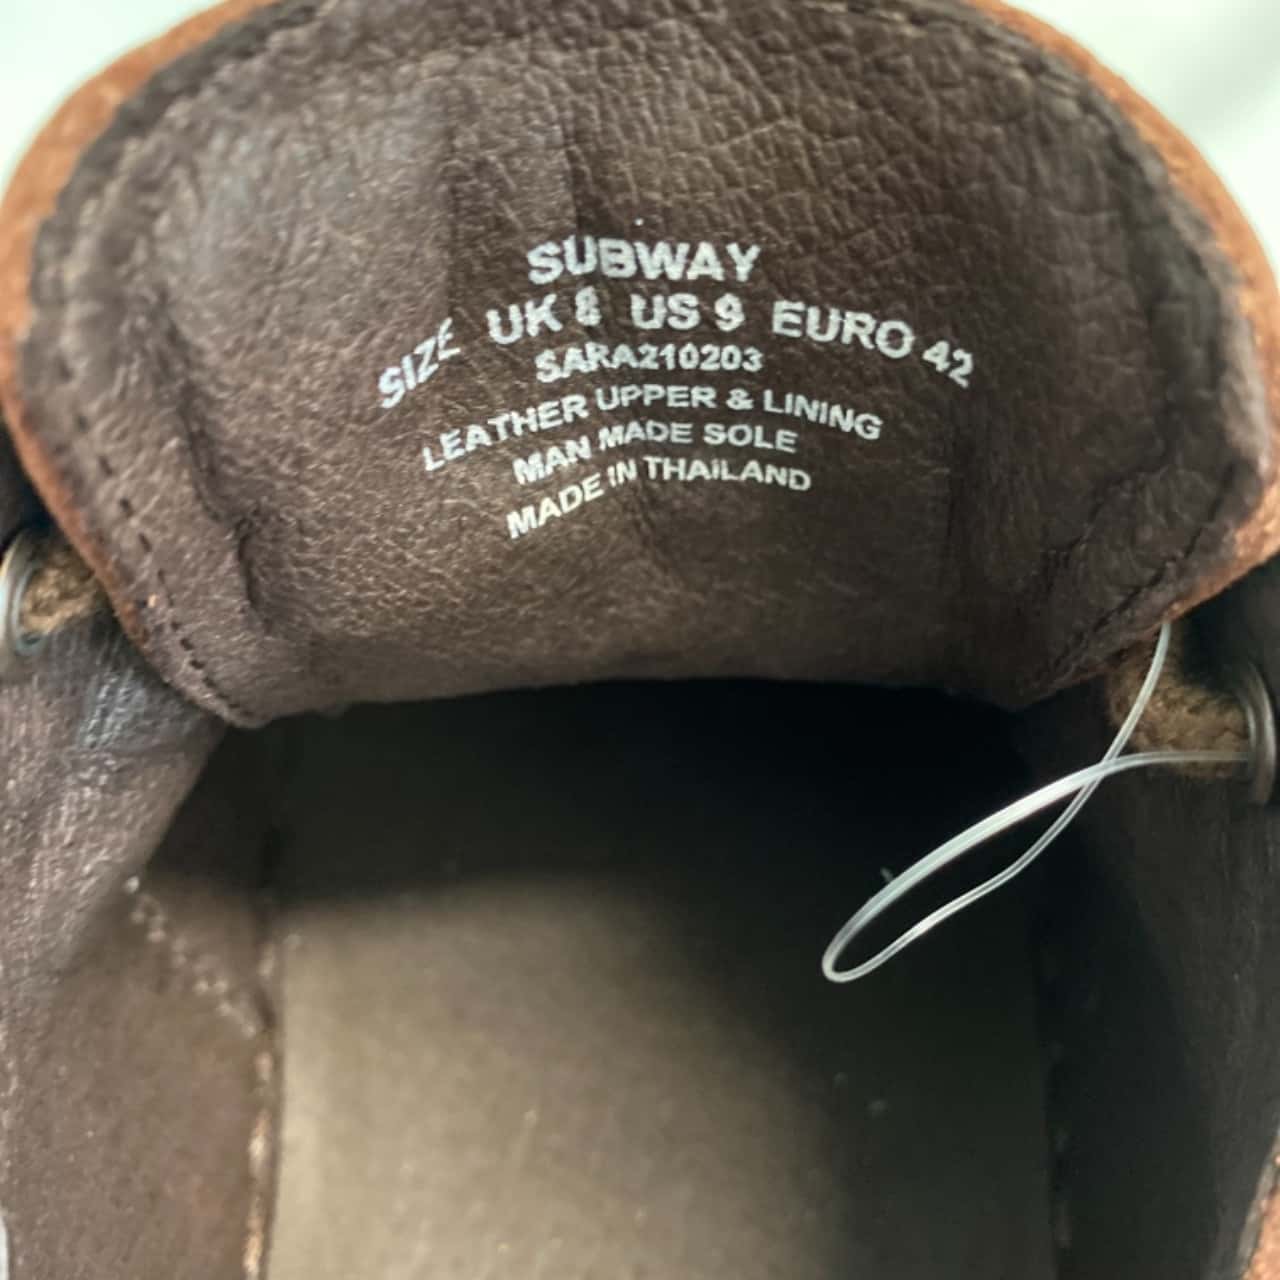 SUBWAY
SIZE UK 8 US 9 EURO 42
SARA210203
LEATHER UPPER & LINING
MAN MADE SOLE
MADE IN THAILAND